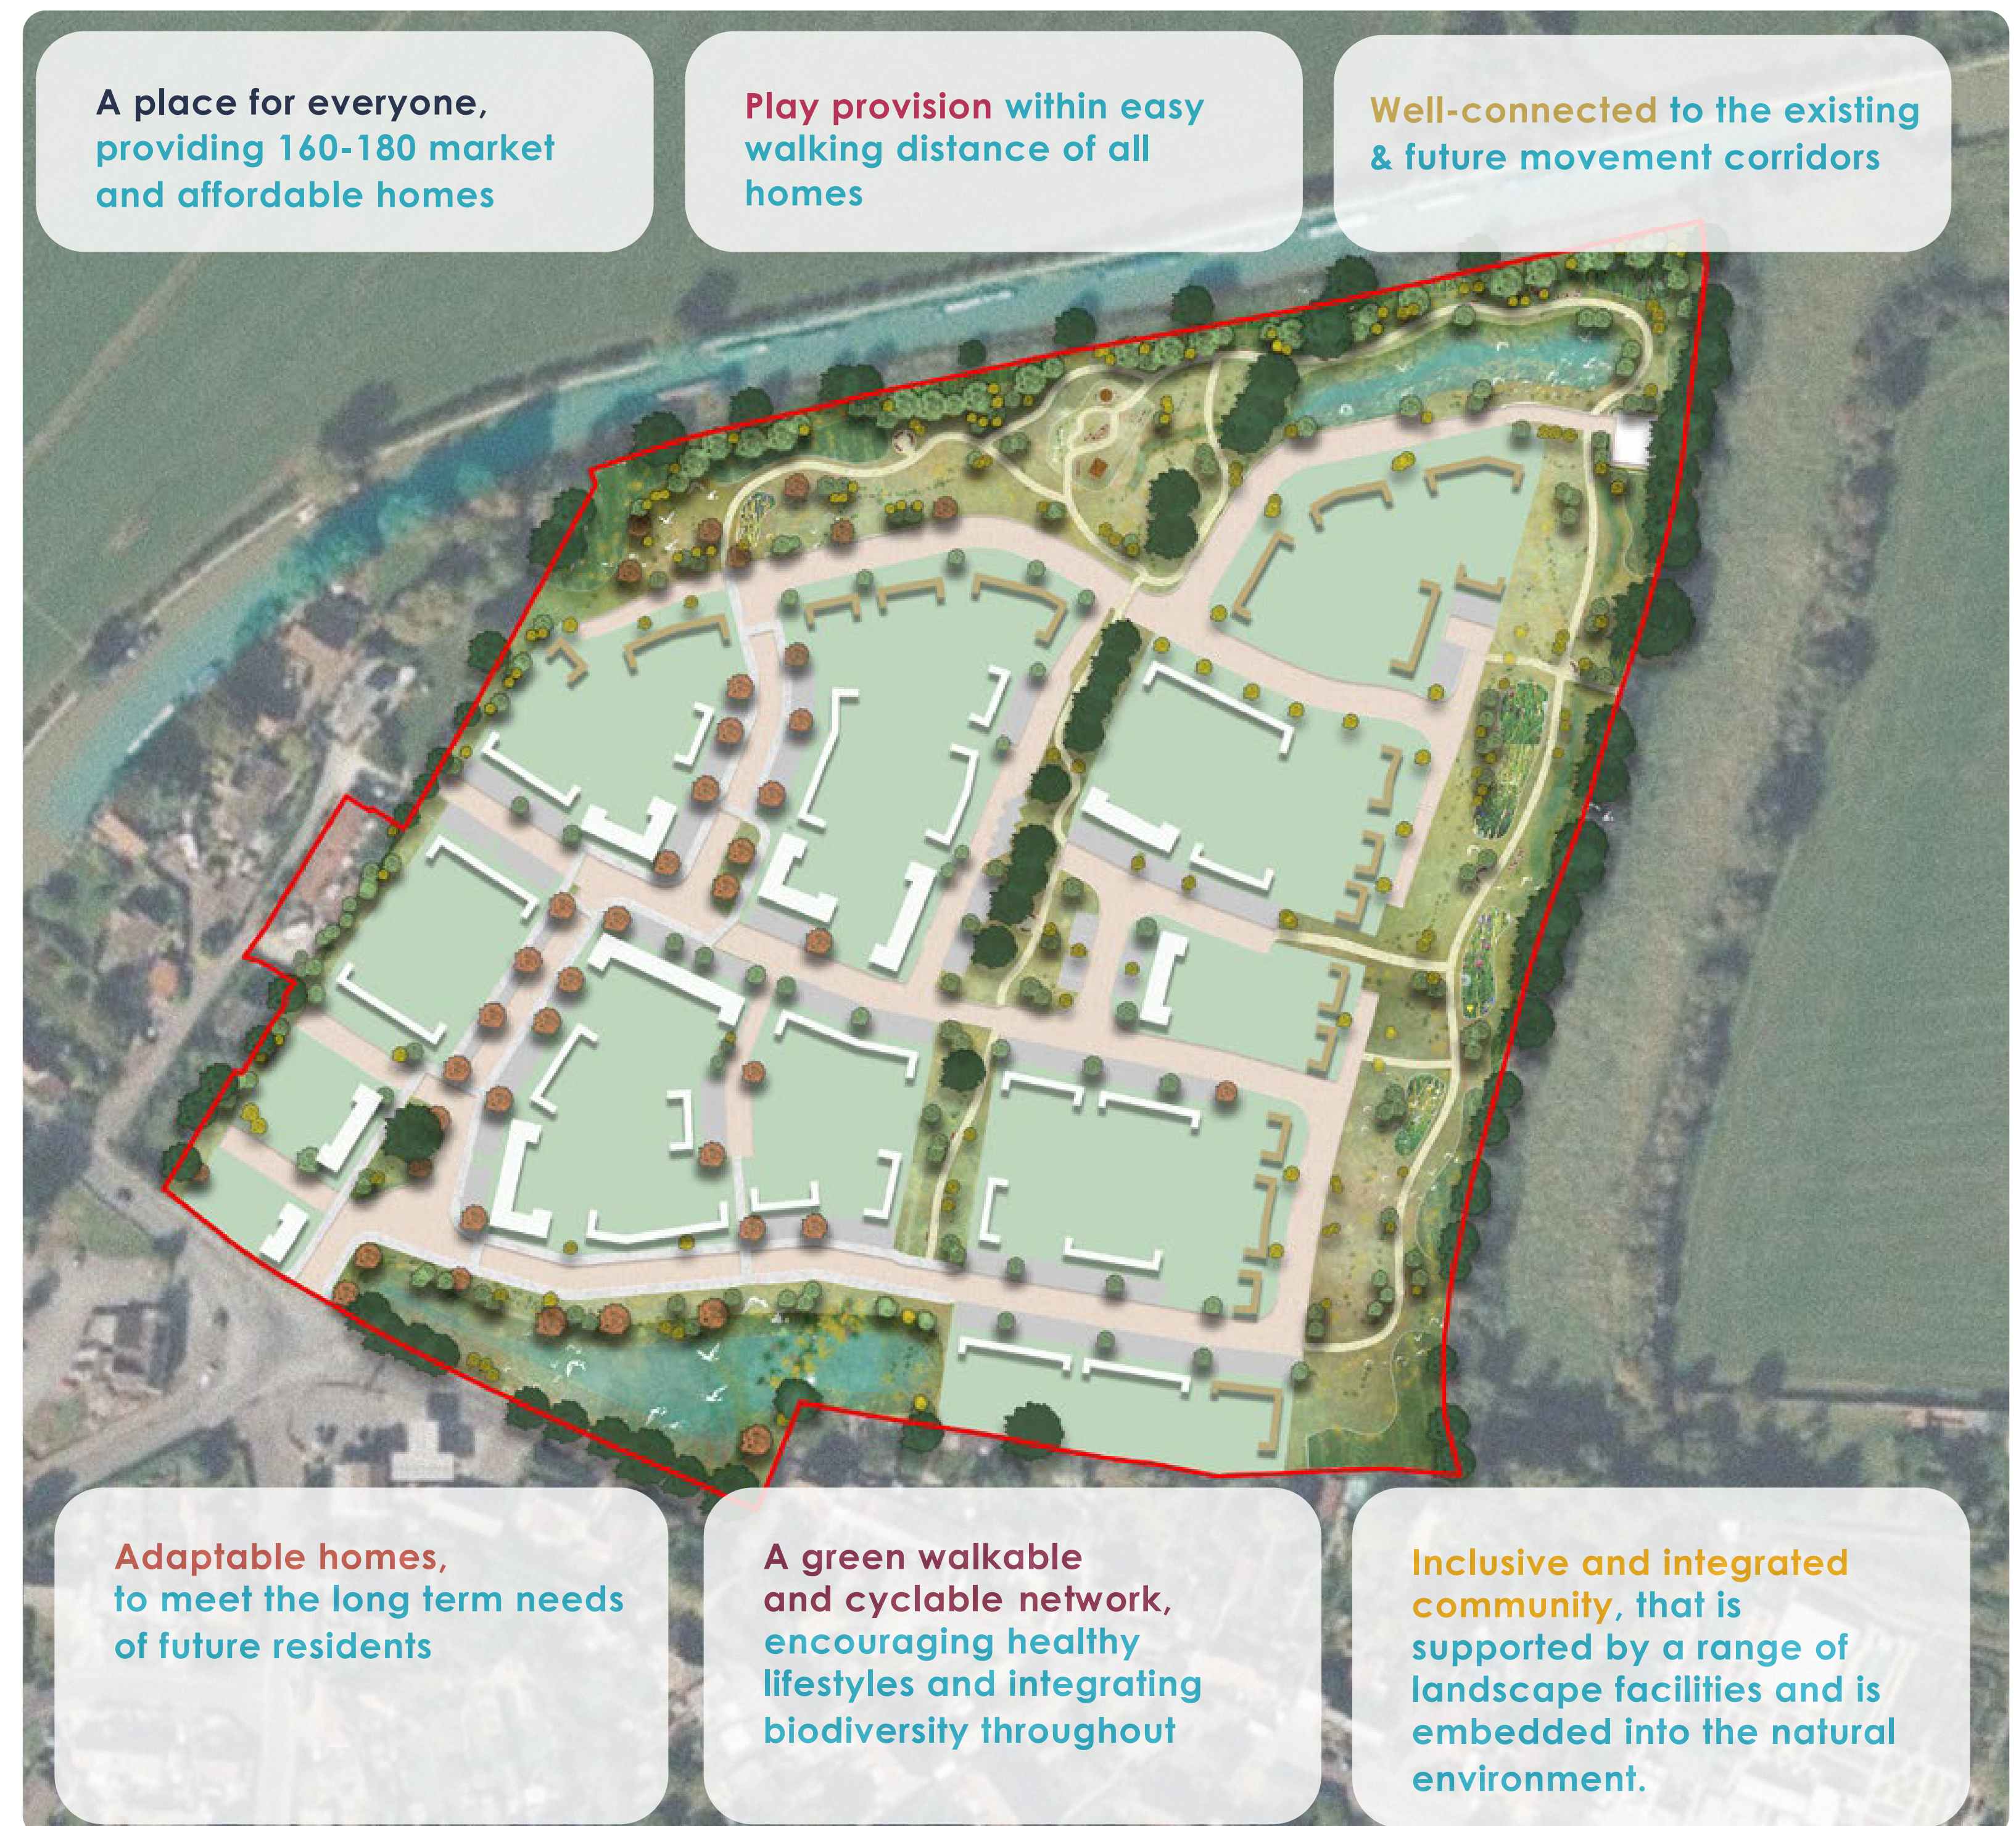 A place for everyone,
providing 160-180 market
and affordable homes
Play provision within easy
walking distance of all
homes
Well-connected to the existing
& future movement corridors
Adaptable homes,
to meet the long term needs
of future residents
A green walkable
and cyclable network,
encouraging healthy
lifestyles and integrating
biodiversity throughout
Inclusive and integrated
community, that is
supported by a range of
landscape facilities and is
embedded into the natural
environment.